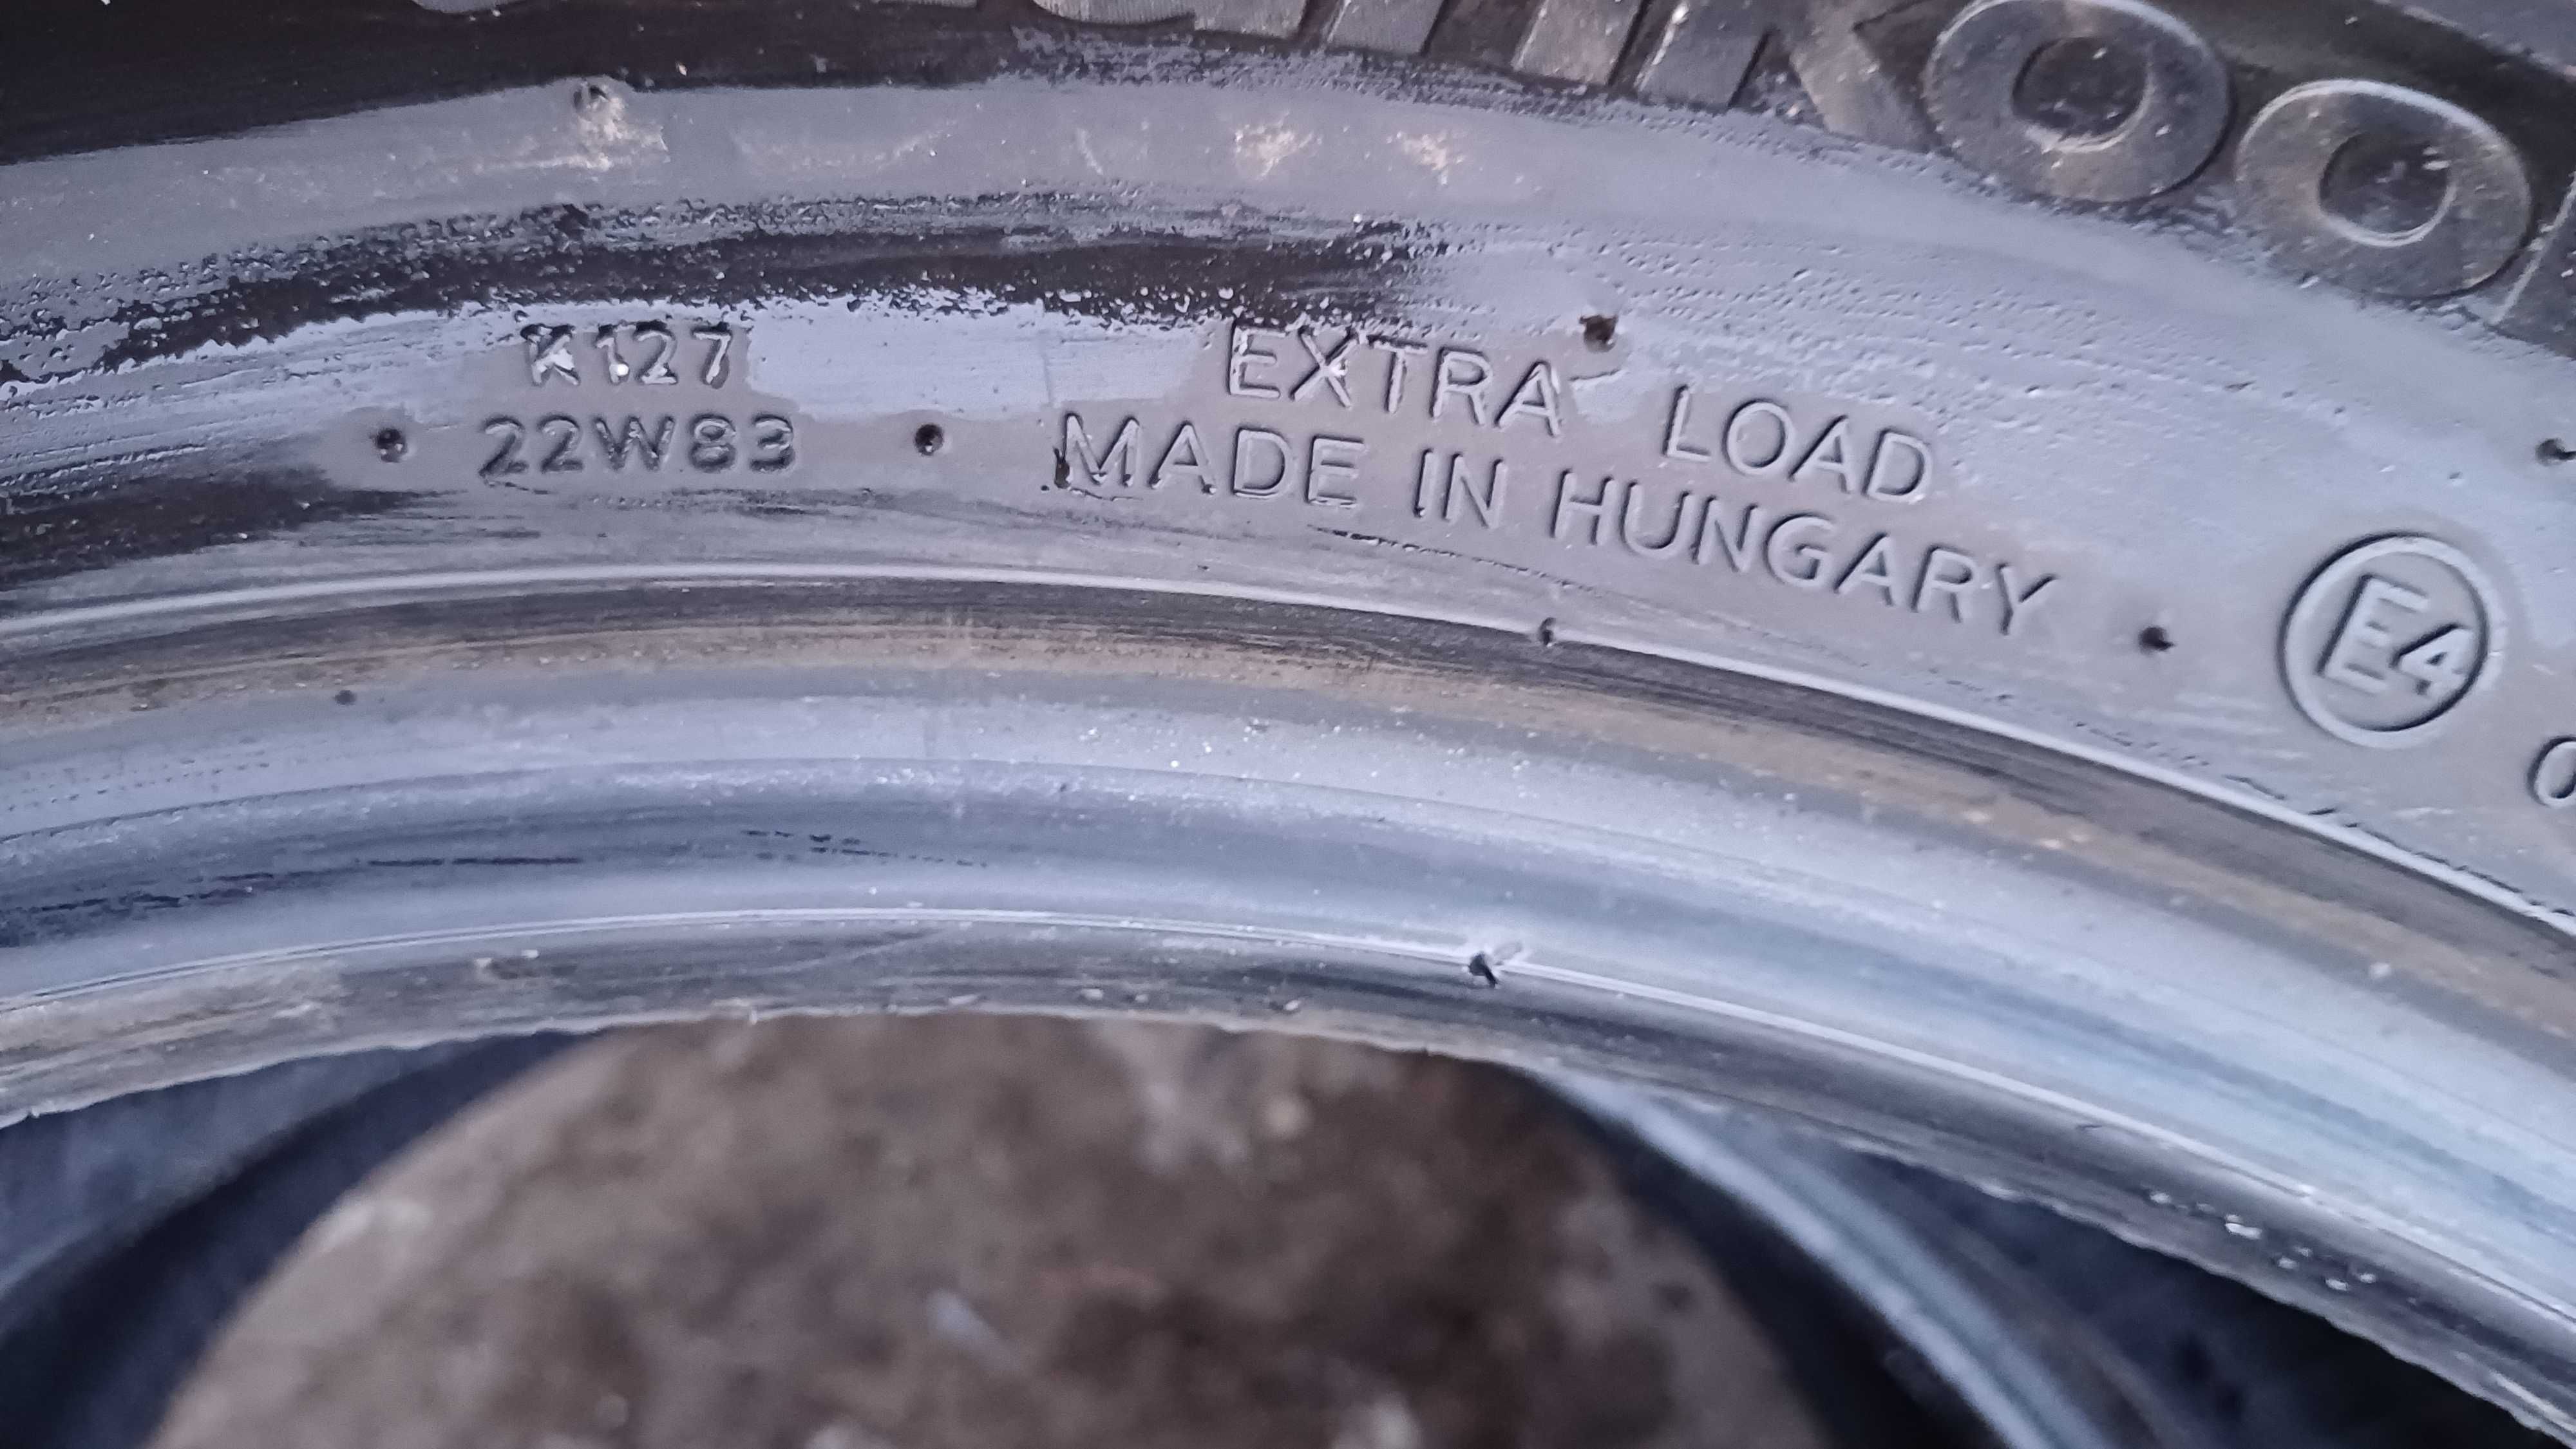 K127
22W83
EXTRA LOAD
MADE IN HUNGARY
E4